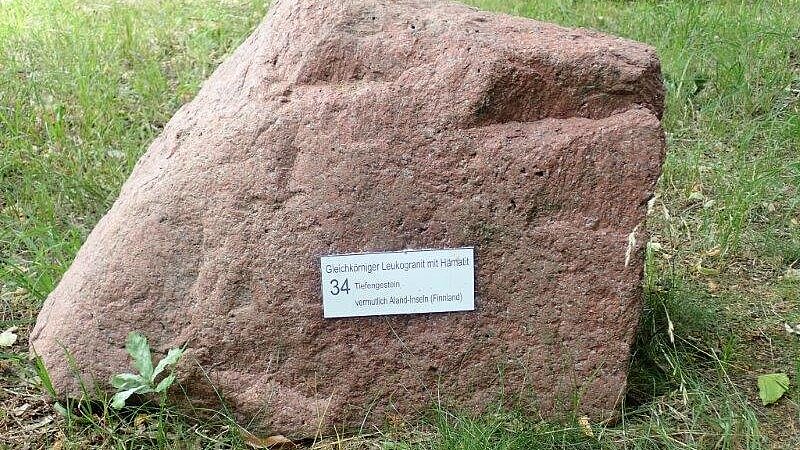 Gleichkörniger Leukogranit mit Hämatit
34 Tiefengestein
vermutlich Aland-Inseln (Finnland)